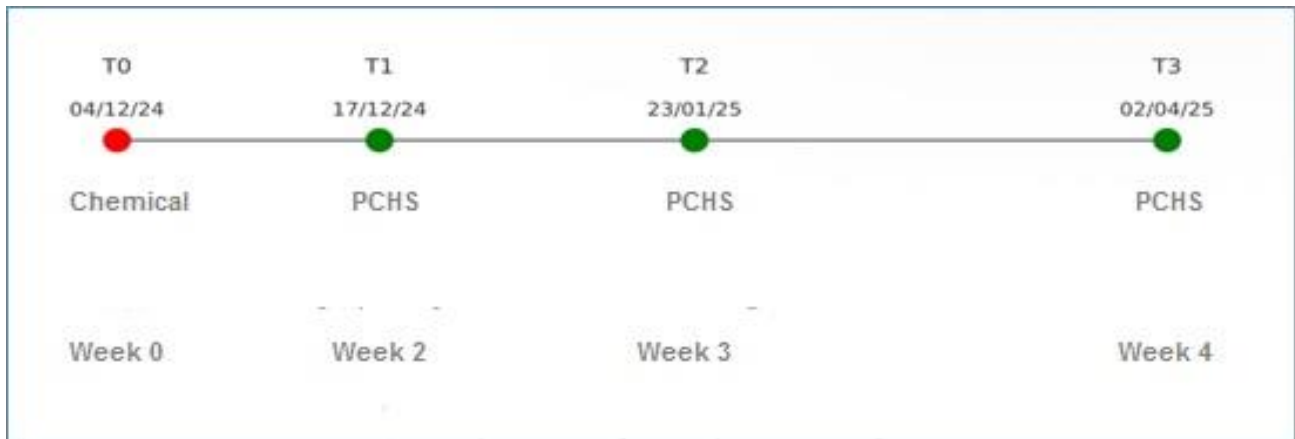 T0 T1 T2 T3
04/12/24 17/12/24 23/01/25 02/04/25
Chemical PCHS PCHS PCHS
Week 0 Week 2 Week 3 Week 4